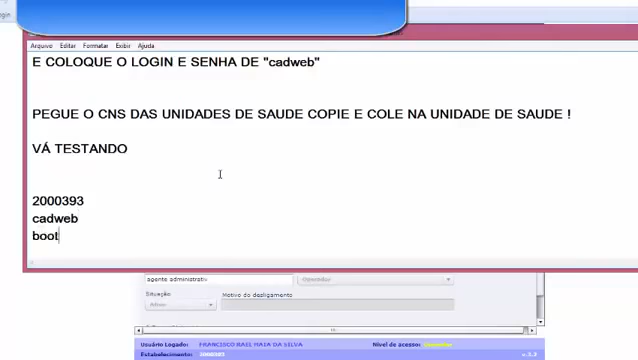 Arquivo Editar Formatar Exibir Ajuda
E COLOQUE O LOGIN E SENHA DE "cadweb"
PEGUE O CNS DAS UNIDADES DE SAUDE COPIE E COLE NA UNIDADE DE SAUDE !
VÁ TESTANDO
2000393
cadweb
boot
agente administrativ
Situação
Motivo do desligamento
Usuário Logado: FRANCISCO RAEL MAIA DA SILVA Nível de acesso:
Estabelecimento: 2000393